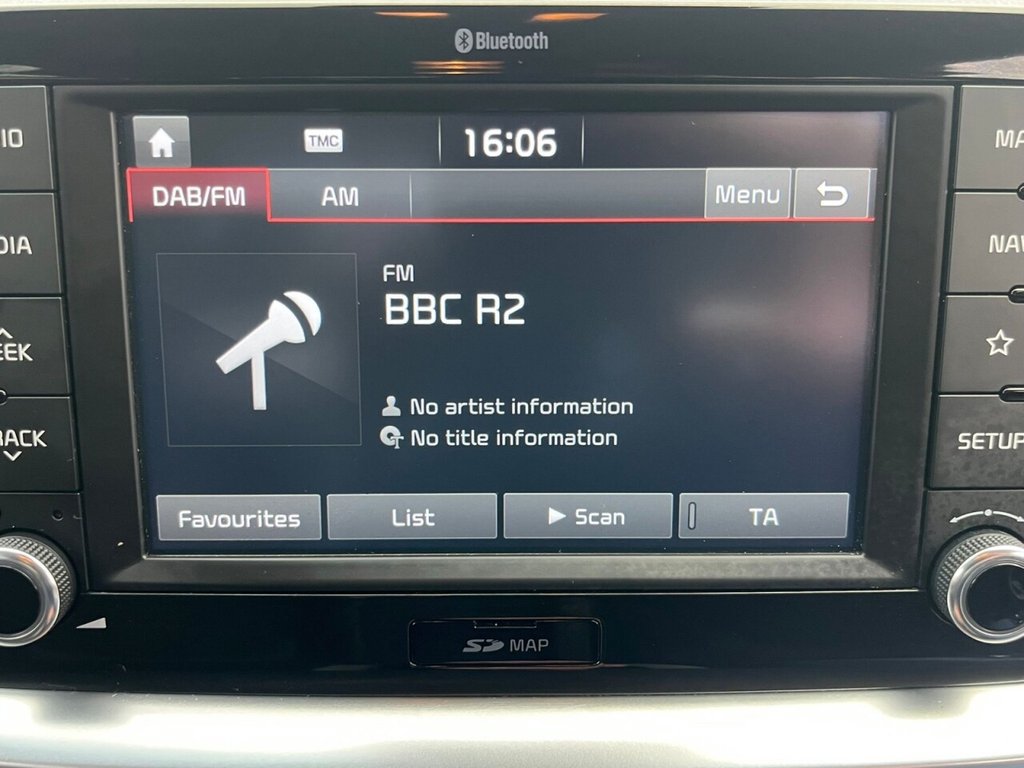 Bluetooth
TMC 16:06
DAB/FM AM Menu
FM
BBC R2
No artist information
No title information
Favourites List Scan TA
SETUP
SD MAP